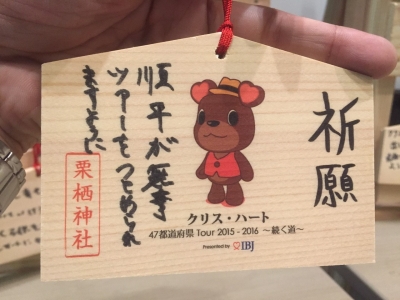 祈願
順平が無事
ツアーをつとめられ
ますように
栗栖神社
クリス・ハート
47都道府県 Tour 2015 - 2016 ～続く道～
Presented by IBJ